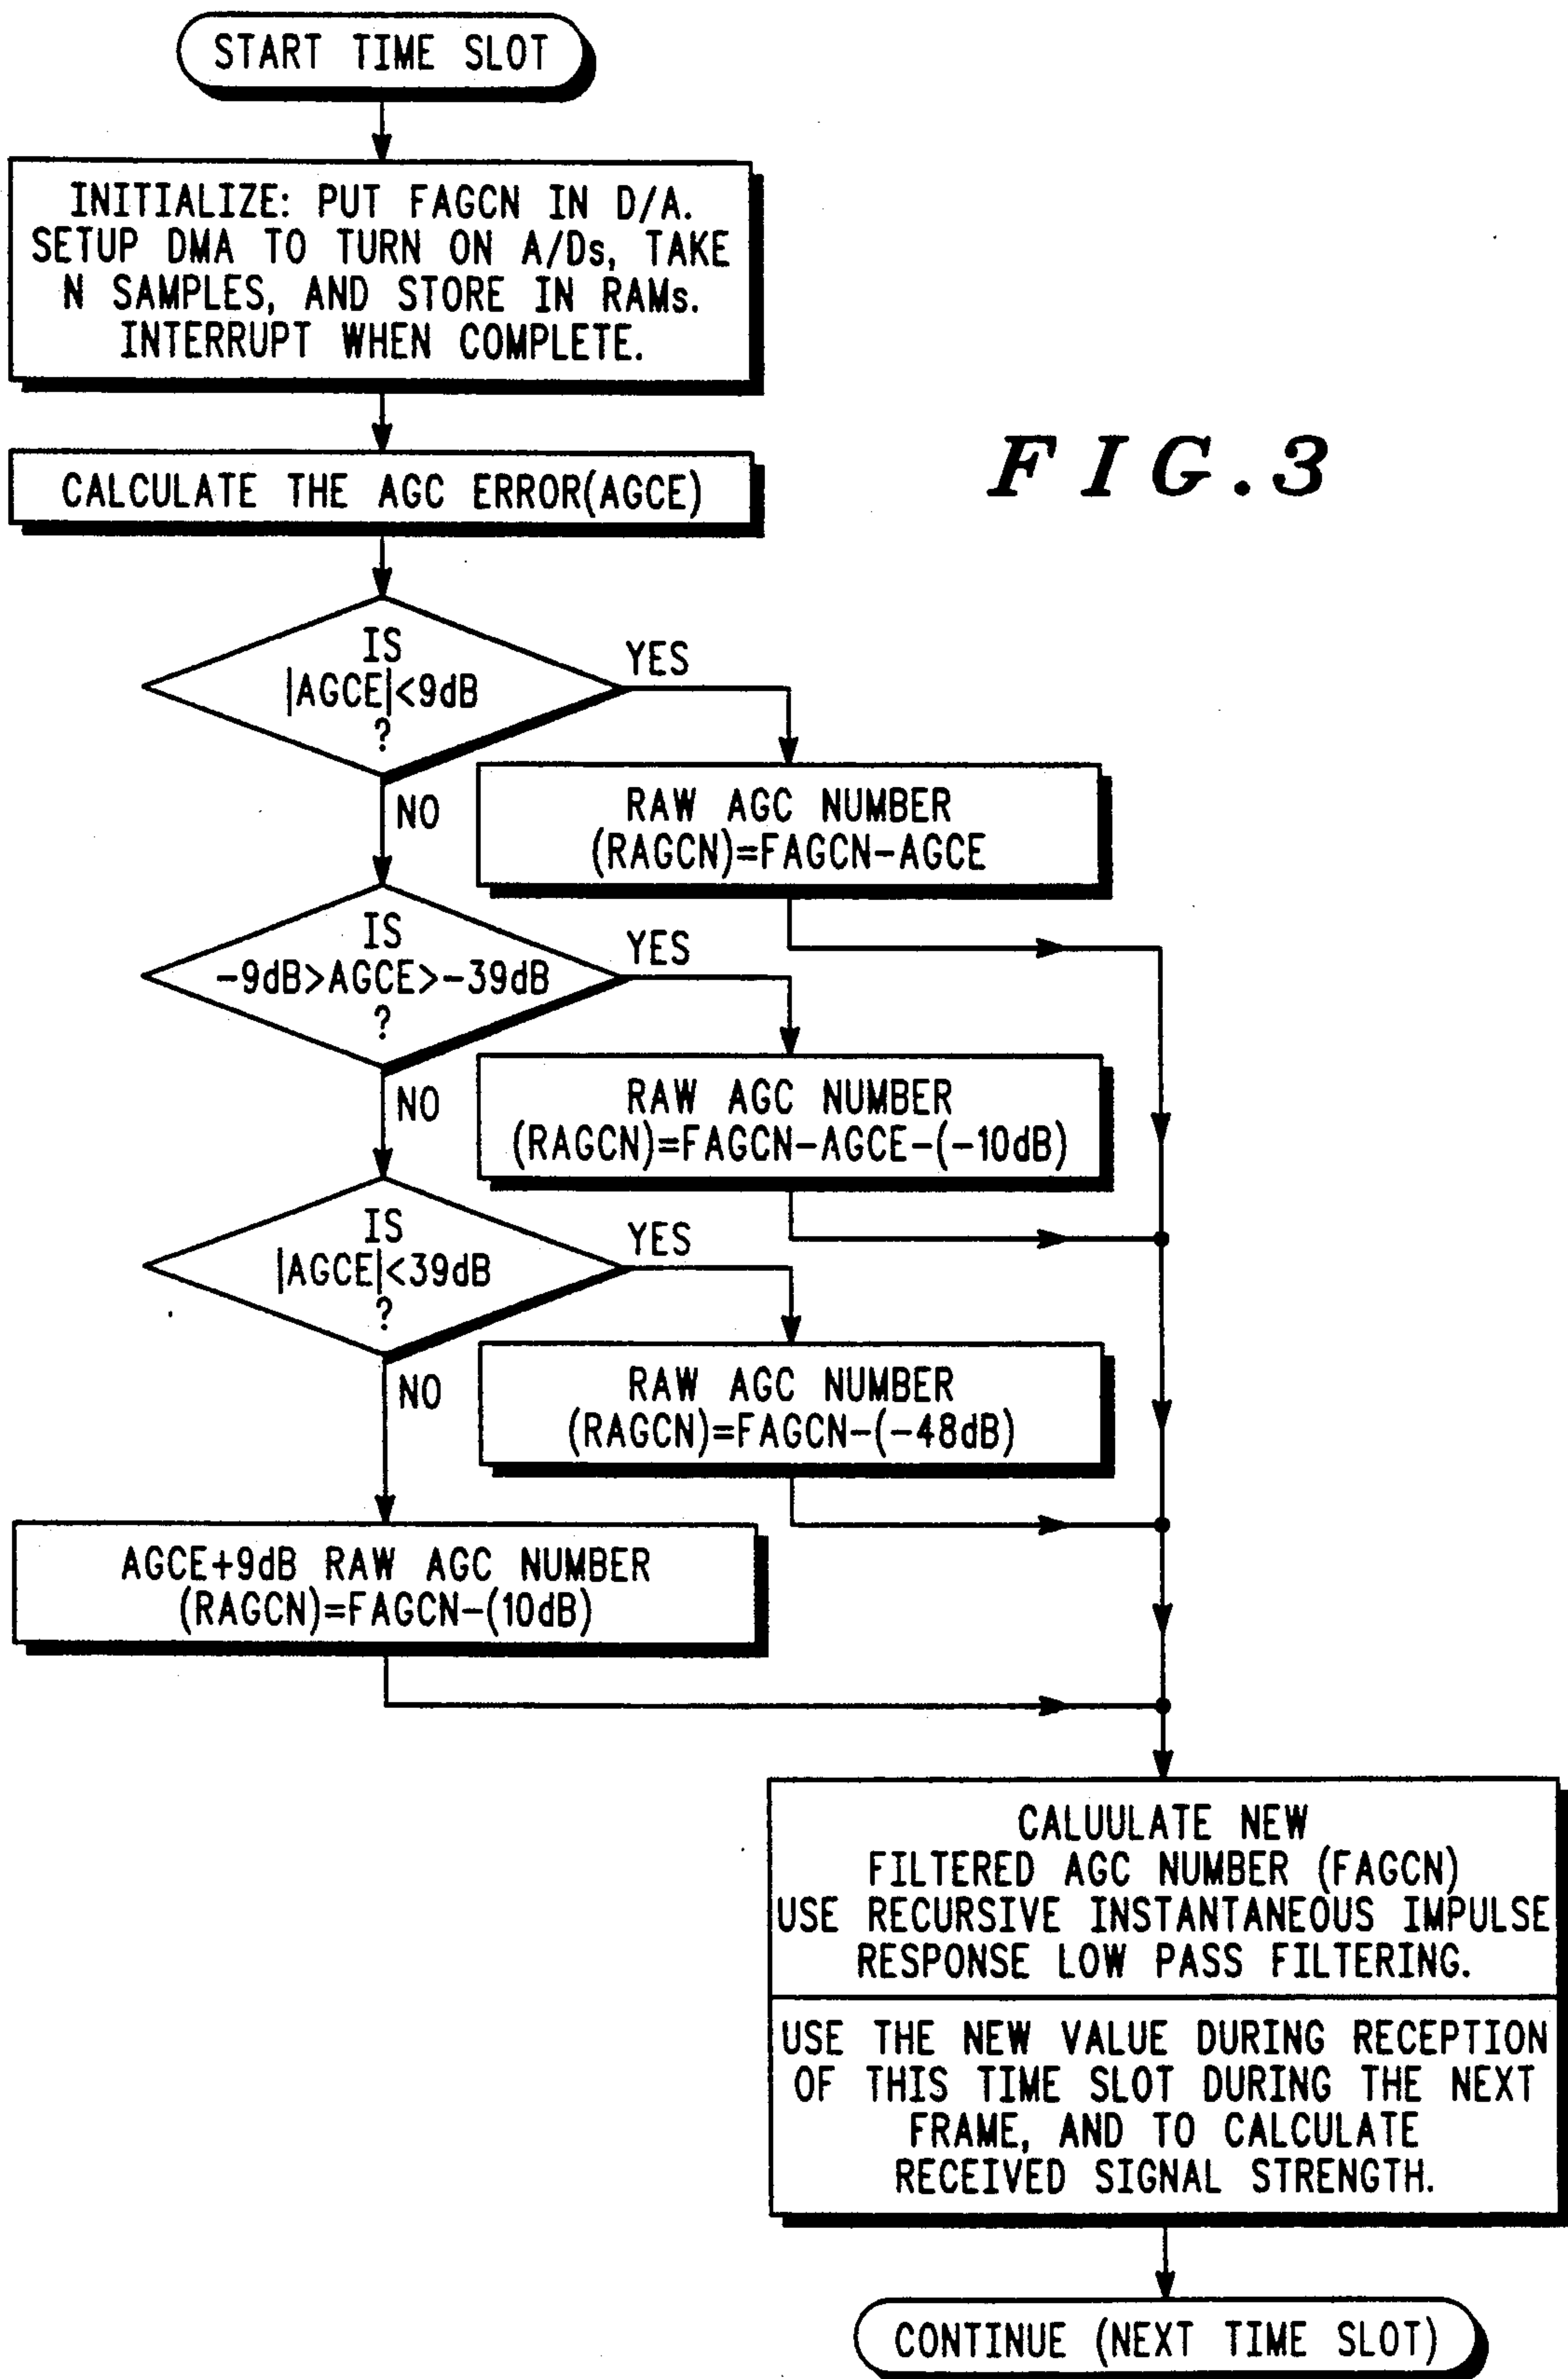 START TIME SLOT
INITIALIZE: PUT FAGCN IN D/A.
SETUP DMA TO TURN ON A/Ds, TAKE
N SAMPLES, AND STORE IN RAMs.
INTERRUPT WHEN COMPLETE.
FIG.3
CALCULATE THE AGC ERROR(AGCE)
IS
|AGCE|<9dB
?
YES
NO
RAW AGC NUMBER
(RAGCN)=FAGCN-AGCE
IS
-9dB>AGCE>-39dB
?
YES
NO
RAW AGC NUMBER
(RAGCN)=FAGCN-AGCE-(-10dB)
IS
|AGCE|<39dB
?
YES
NO
RAW AGC NUMBER
(RAGCN)=FAGCN-(-48dB)
AGCE+9dB RAW AGC NUMBER
(RAGCN)=FAGCN-(10dB)
CALUULATE NEW
FILTERED AGC NUMBER (FAGCN)
USE RECURSIVE INSTANTANEOUS IMPULSE
RESPONSE LOW PASS FILTERING.
USE THE NEW VALUE DURING RECEPTION
OF THIS TIME SLOT DURING THE NEXT
FRAME, AND TO CALCULATE
RECEIVED SIGNAL STRENGTH.
CONTINUE (NEXT TIME SLOT)